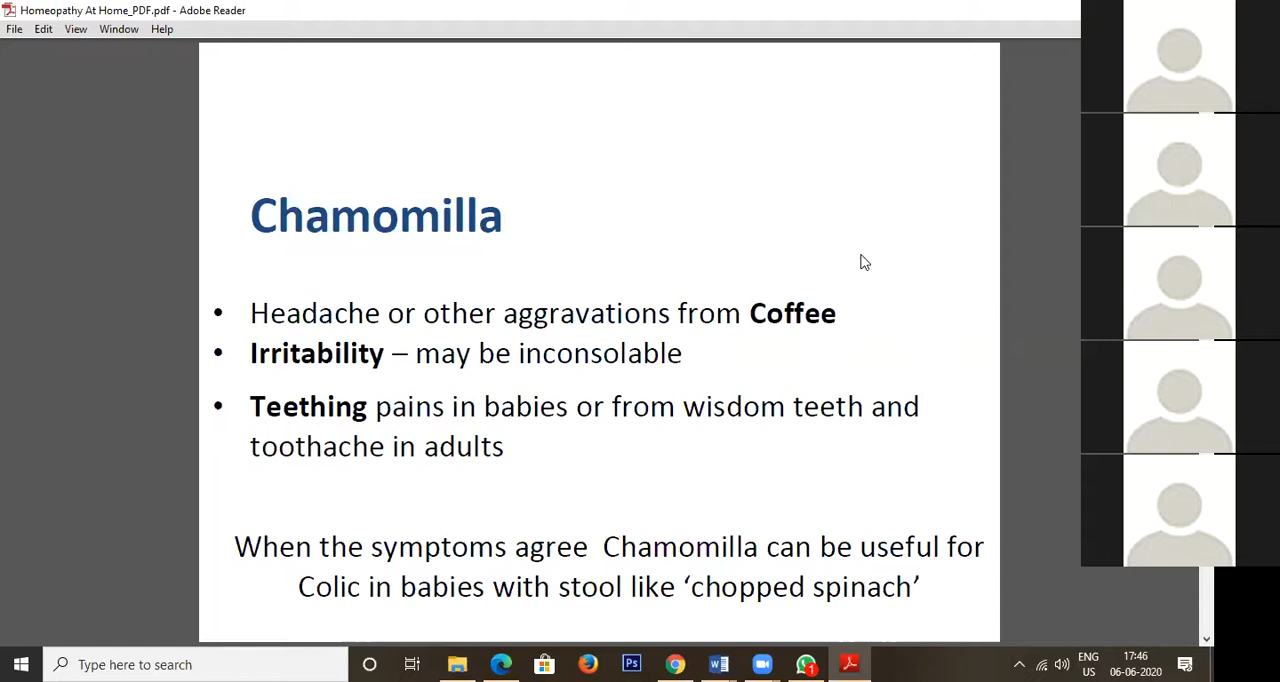 Homeopathy At Home_PDF.pdf - Adobe Reader
File Edit View Window Help
Chamomilla
• Headache or other aggravations from Coffee
• Irritability – may be inconsolable
• Teething pains in babies or from wisdom teeth and
toothache in adults
When the symptoms agree Chamomilla can be useful for
Colic in babies with stool like ‘chopped spinach’
Type here to search
Ps
1
ENG
US
17:46
06-06-2020